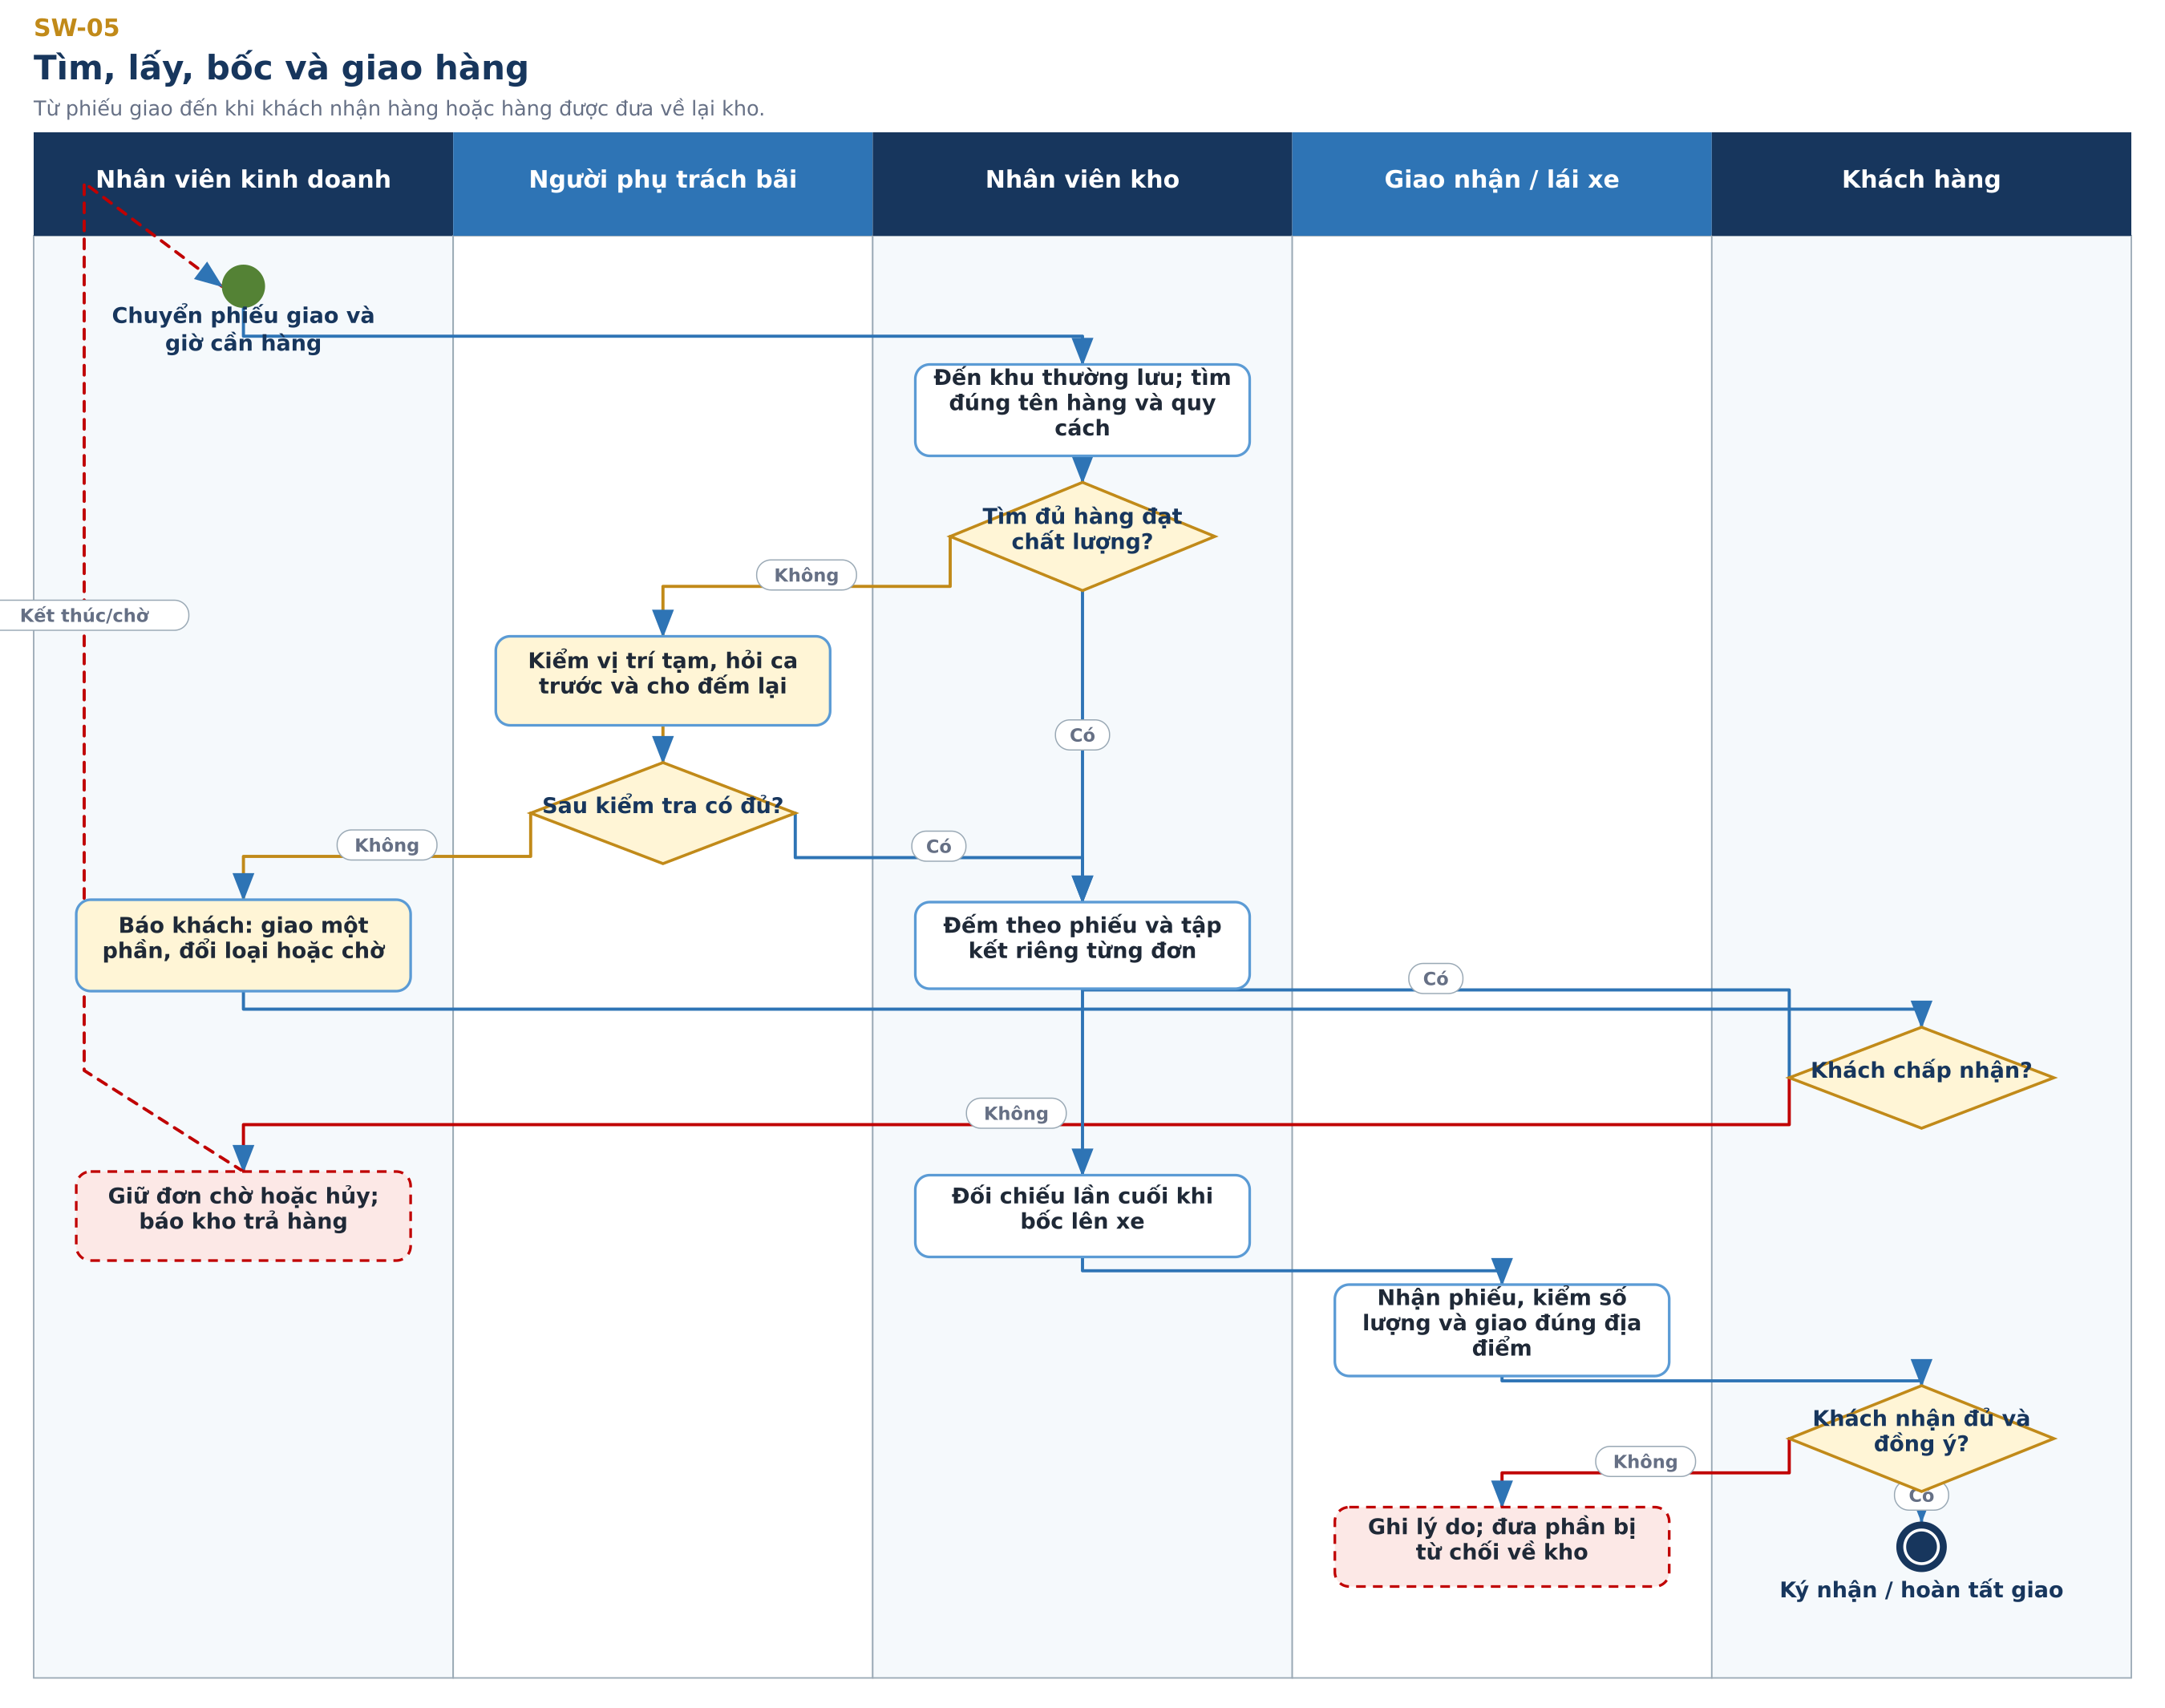 SW-05
Tìm, lấy, bốc và giao hàng
Từ phiếu giao đến khi khách nhận hàng hoặc hàng được đưa về lại kho.
Nhân viên kinh doanh
Người phụ trách bãi
Nhân viên kho
Giao nhận / lái xe
Khách hàng
Chuyển phiếu giao và
giờ cần hàng
Đến khu thường lưu; tìm
đúng tên hàng và quy
cách
Tìm đủ hàng đạt
chất lượng?
Không
Kết thúc/chờ
Kiểm vị trí tạm, hỏi ca
trước và cho đếm lại
Có
Sau kiểm tra có đủ?
Không
Có
Báo khách: giao một
phần, đổi loại hoặc chờ
Đếm theo phiếu và tập
kết riêng từng đơn
Có
Khách chấp nhận?
Không
Giữ đơn chờ hoặc hủy;
báo kho trả hàng
Đối chiếu lần cuối khi
bốc lên xe
Nhận phiếu, kiểm số
lượng và giao đúng địa
điểm
Khách nhận đủ và
đồng ý?
Không
Có
Ghi lý do; đưa phần bị
từ chối về kho
Ký nhận / hoàn tất giao